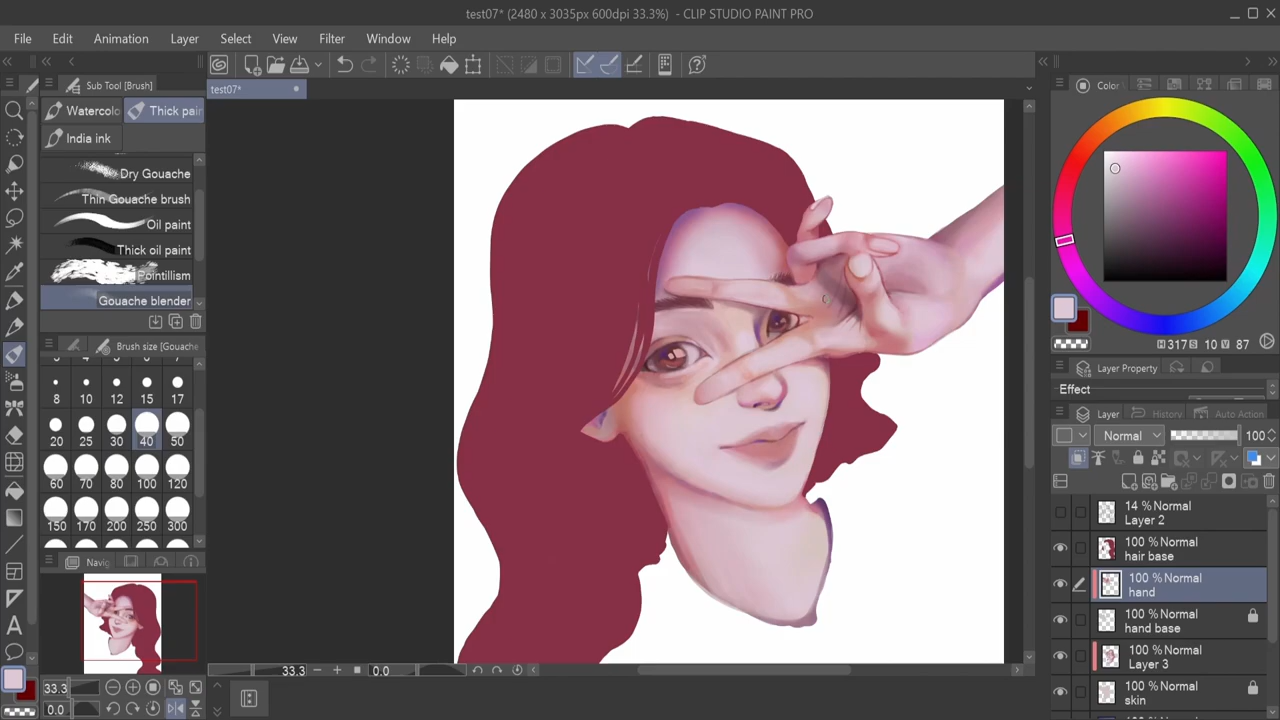 test07* (2480 x 3035px 600dpi 33.3%) - CLIP STUDIO PAINT PRO
File Edit Animation Layer Select View Filter Window Help
Sub Tool [Brush]
test07*
Color
Watercolo
Thick pain
India ink
Dry Gouache
Thin Gouache brush
Oil paint
Thick oil paint
Pointillism
Gouache blender
Brush size [Gouache
8 10 12 15 17
20 25 30 40 50
60 70 80 100 120
150 170 200 250 300
Navig
33.3
0.0
33.3
0.0
H 317 S 10 V 87
Layer Property
Effect
Layer
History
Auto Action
Normal
100
14 % Normal
Layer 2
100 % Normal
hair base
100 % Normal
hand
100 % Normal
hand base
100 % Normal
Layer 3
100 % Normal
skin